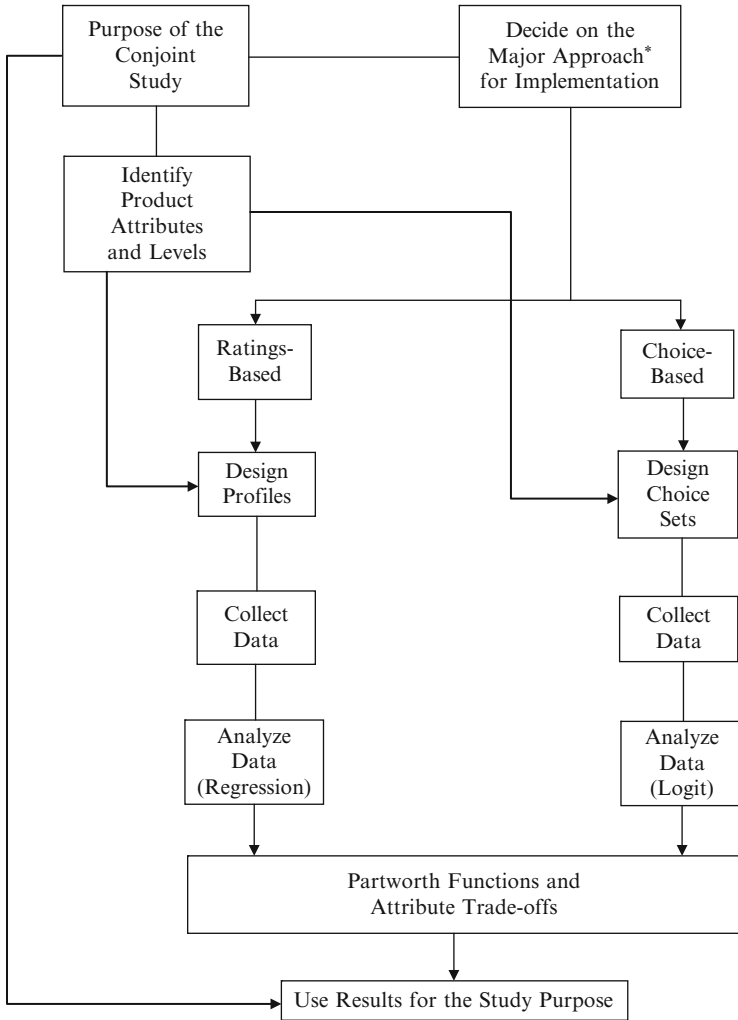 Purpose of the
Conjoint
Study
Decide on the
Major Approach*
for Implementation
Identify
Product
Attributes
and Levels
Ratings-
Based
Choice-
Based
Design
Profiles
Design
Choice
Sets
Collect
Data
Collect
Data
Analyze
Data
(Regression)
Analyze
Data
(Logit)
Partworth Functions and
Attribute Trade-offs
Use Results for the Study Purpose